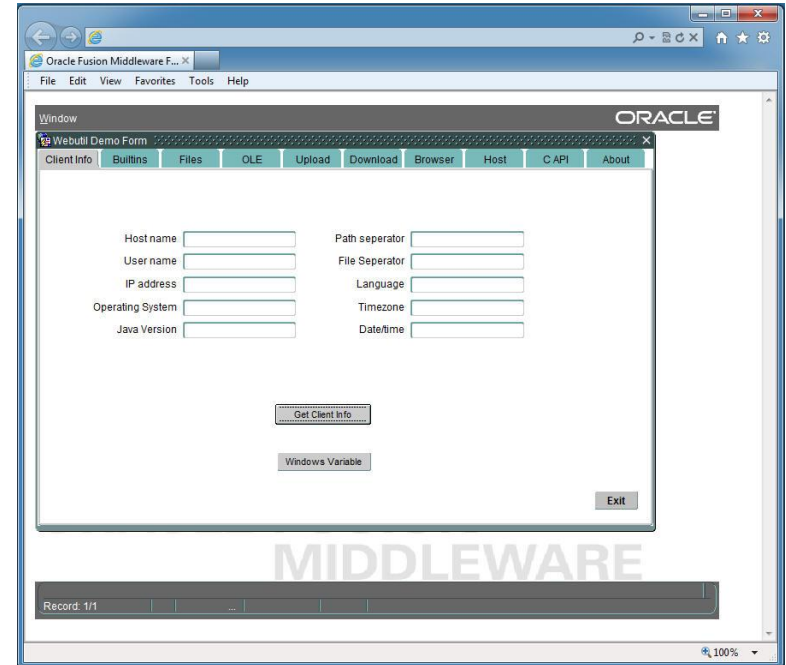 Oracle Fusion Middleware F...
File Edit View Favorites Tools Help
Window ORACLE
Webutil Demo Form
Client Info Builtins Files OLE Upload Download Browser Host C API About
Host name Path seperator
User name File Seperator
IP address Language
Operating System Timezone
Java Version Date/time
Get Client Info
Windows Variable
Exit
MIDDLEWARE
Record: 1/1 ...
100%